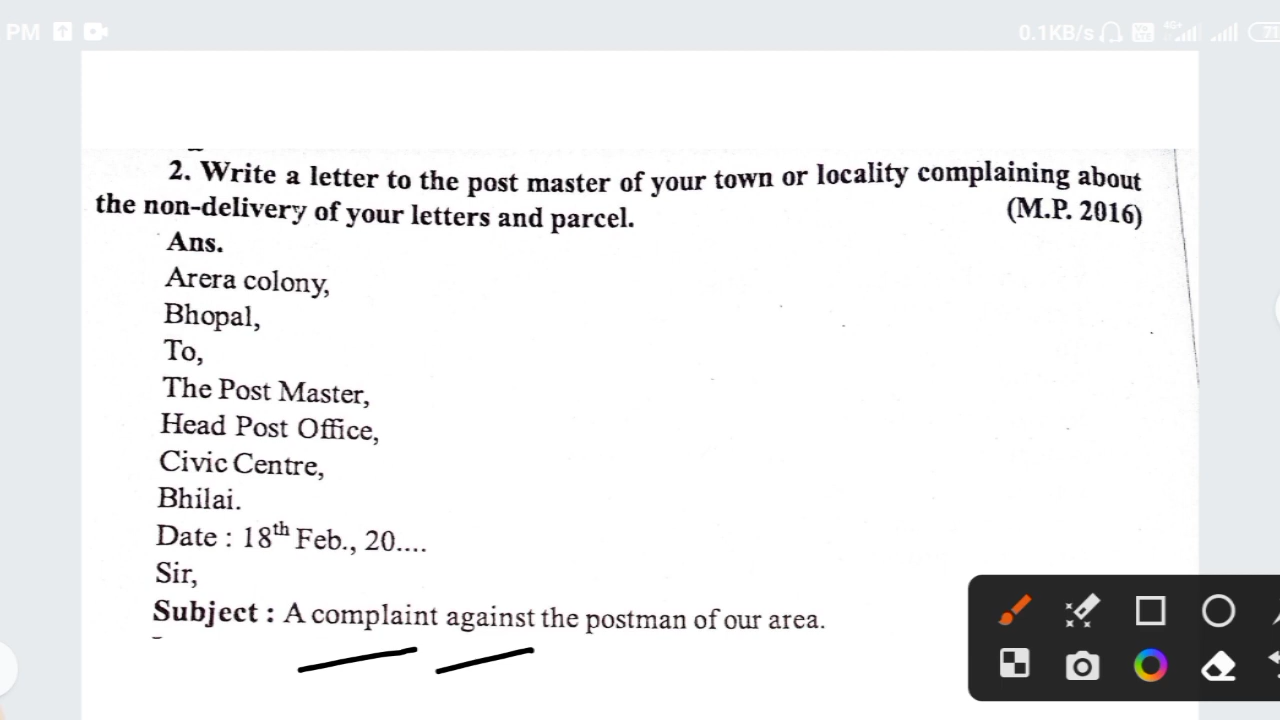 PM
0.1KB/s
4G+
71
2. Write a letter to the post master of your town or locality complaining about
the non-delivery of your letters and parcel. (M.P. 2016)
Ans.
Arera colony,
Bhopal,
To,
The Post Master,
Head Post Office,
Civic Centre,
Bhilai.
Date : 18th Feb., 20....
Sir,
Subject : A complaint against the postman of our area.